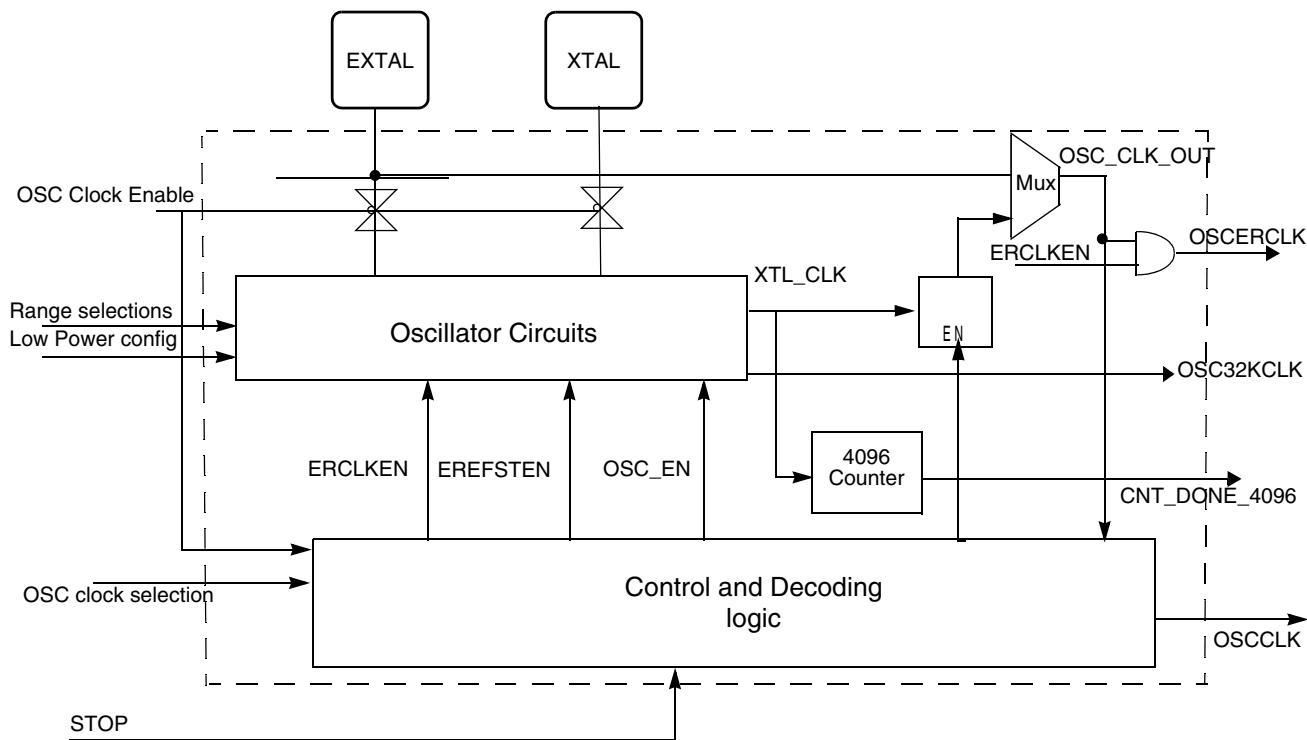 EXTAL
XTAL
OSC_CLK_OUT
Mux
OSC Clock Enable
OSCERCLK
ERCLKEN
XTL_CLK
Range selections
Oscillator Circuits
Low Power config
EN
OSC32KCLK
ERCLKEN
EREFSTEN
OSC_EN
4096
Counter
CNT_DONE_4096
Control and Decoding
logic
OSC clock selection
OSCCLK
STOP